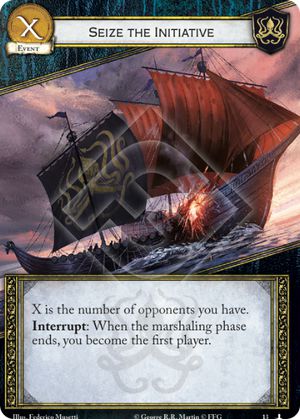 X
EVENT
SEIZE THE INITIATIVE
X is the number of opponents you have.
Interrupt: When the marshaling phase
ends, you become the first player.
Illus. Federico Musetti
© George R.R. Martin © FFG
13